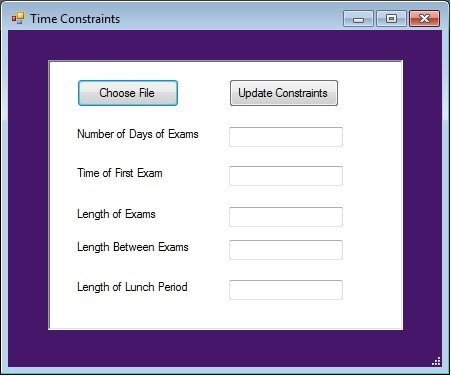 Time Constraints
Choose File
Update Constraints
Number of Days of Exams
Time of First Exam
Length of Exams
Length Between Exams
Length of Lunch Period